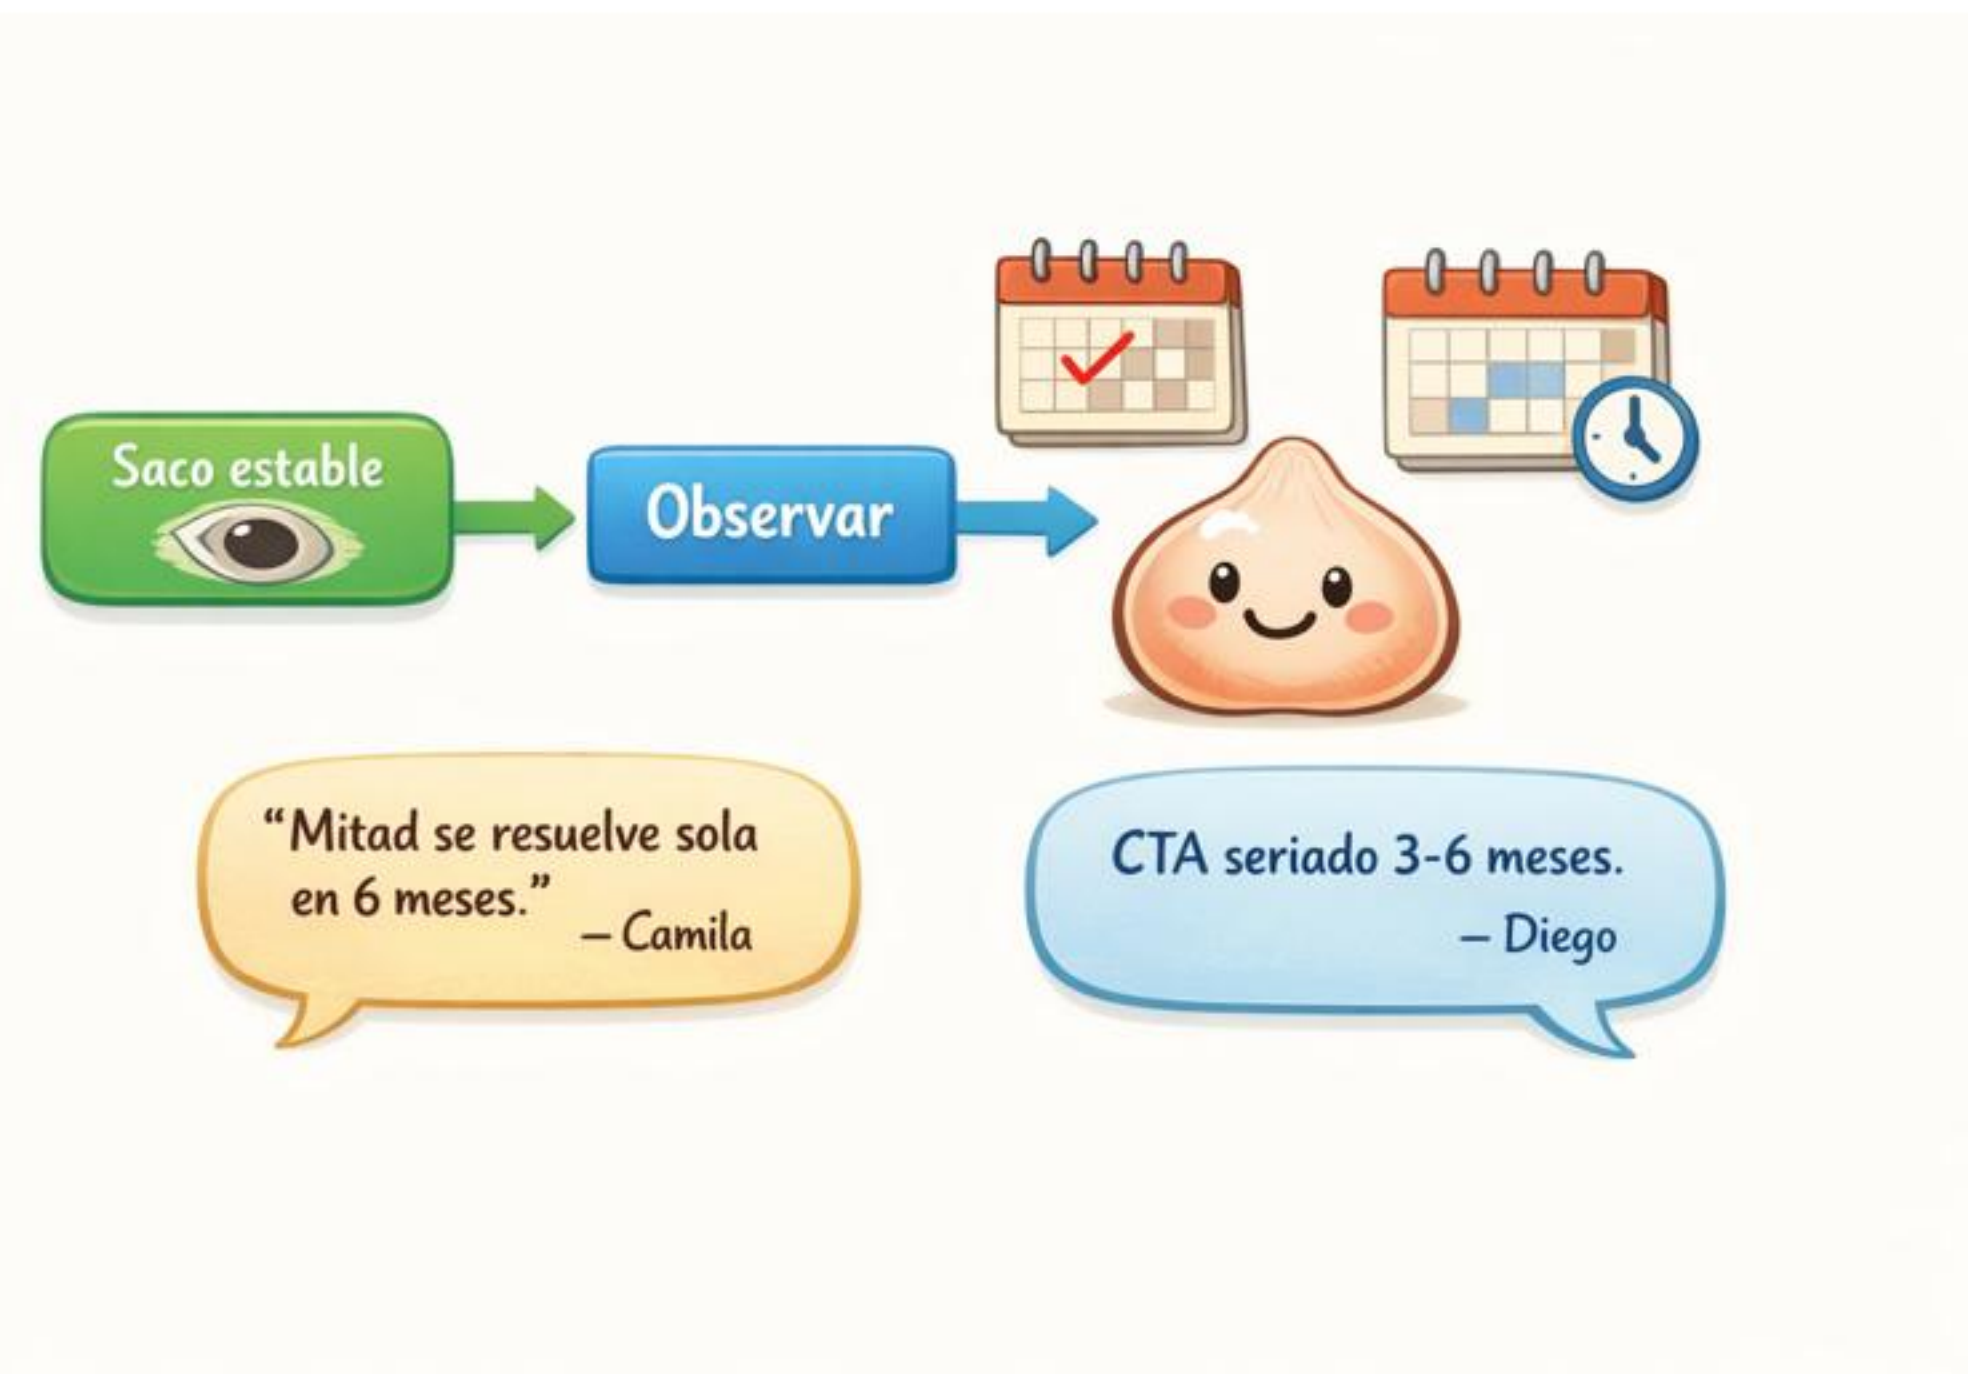 Saco estable
Observar
“Mitad se resuelve sola
en 6 meses.”
– Camila
CTA seriado 3-6 meses.
– Diego